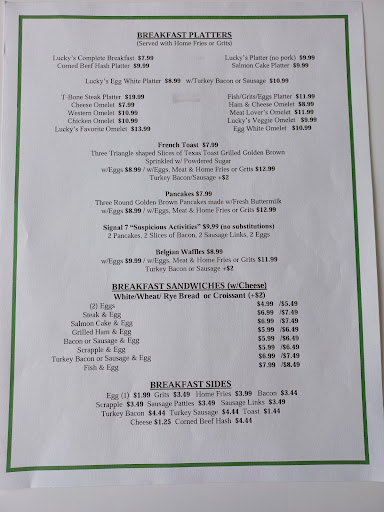 BREAKFAST PLATTERS
(Served with Home Fries or Grits)
Lucky's Complete Breakfast $7.99 Lucky's Platter (no pork) $9.99
Corned Beef Hash Platter $9.99 Salmon Cake Platter $9.99
Lucky's Egg White Platter $8.99 w/Turkey Bacon or Sausage $10.99
T-Bone Steak Platter $19.99 Fish/Grits/Eggs Platter $11.99
Cheese Omelet $7.99 Ham & Cheese Omelet $8.99
Western Omelet $10.99 Meat Lover's Omelet $11.99
Chicken Omelet $10.99 Lucky's Veggie Omelet $9.99
Lucky's Favorite Omelet $13.99 Egg White Omelet $10.99
French Toast $7.99
Three Triangle shaped Slices of Texas Toast Grilled Golden Brown
Sprinkled w/ Powdered Sugar
w/Eggs $8.99 / w/Eggs, Meat & Home Fries or Grits $12.99
Turkey Bacon/Sausage +$2
Pancakes $7.99
Three Round Golden Brown Pancakes made w/Fresh Buttermilk
w/Eggs $8.99 / w/Eggs, Meat & Home Fries or Grits $12.99
Signal 7 "Suspicious Activities" $9.99 (no substitutions)
2 Pancakes, 2 Slices of Bacon, 2 Sausage Links, 2 Eggs
Belgian Waffles $8.99
w/Eggs $9.99 / w/Eggs, Meat & Home Fries or Grits $11.99
Turkey Bacon or Sausage +$2
BREAKFAST SANDWICHES (w/Cheese)
White/Wheat/ Rye Bread or Croissant (+$2)
(2) Eggs $4.99 /$5.49
Steak & Egg $6.99 /$7.49
Salmon Cake & Egg $6.99 /$7.49
Grilled Ham & Egg $5.99 /$6.49
Bacon or Sausage & Egg $5.99 /$6.49
Scrapple & Egg $5.99 /$6.49
Turkey Bacon or Sausage & Egg $6.99 /$7.49
Fish & Egg $7.99 /$8.49
BREAKFAST SIDES
Egg (1) $1.99 Grits $3.49 Home Fries $3.99 Bacon $3.44
Scrapple $3.49 Sausage Patties $3.49 Sausage Links $3.49
Turkey Bacon $4.44 Turkey Sausage $4.44 Toast $1.44
Cheese $1.25 Corned Beef Hash $4.44